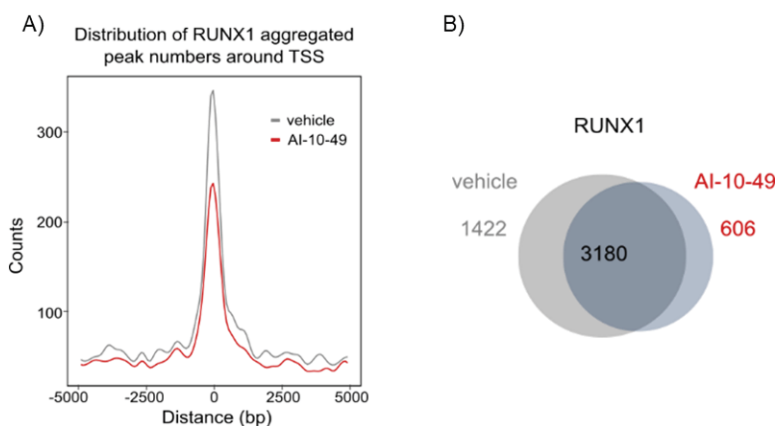 A)
Distribution of RUNX1 aggregated
peak numbers around TSS
300
200
100
Counts
vehicle
AI-10-49
-5000
-2500
0
2500
5000
Distance (bp)
B)
RUNX1
vehicle
AI-10-49
1422
3180
606